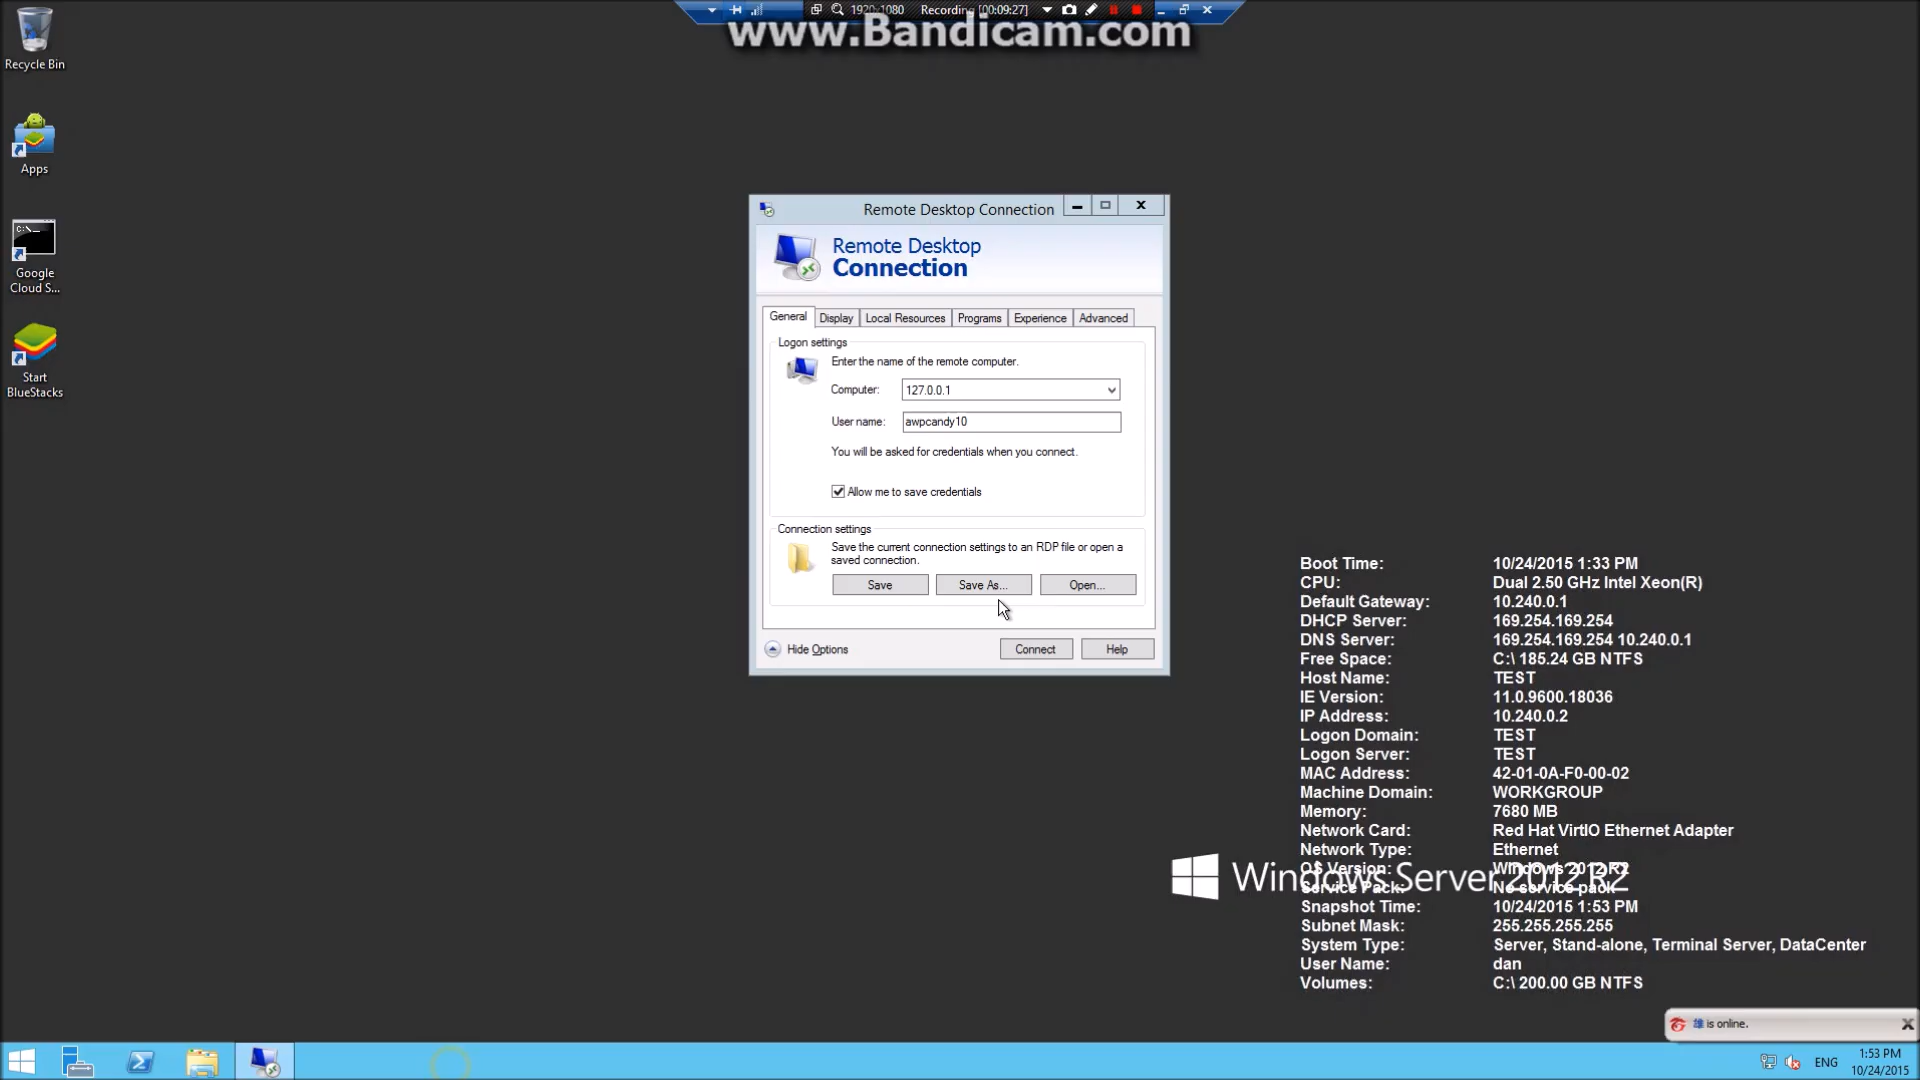 1920x1080 Recording [00:09:27]
www.Bandicam.com
Recycle Bin
Apps
Google
Cloud S...
Start
BlueStacks
Remote Desktop Connection
Remote Desktop
Connection
General Display Local Resources Programs Experience Advanced
Logon settings
Enter the name of the remote computer.
Computer: 127.0.0.1
User name: awpcandy10
You will be asked for credentials when you connect.
Allow me to save credentials
Connection settings
Save the current connection settings to an RDP file or open a
saved connection.
Save Save As... Open...
Hide Options Connect Help
Boot Time: 10/24/2015 1:33 PM
CPU: Dual 2.50 GHz Intel Xeon(R)
Default Gateway: 10.240.0.1
DHCP Server: 169.254.169.254
DNS Server: 169.254.169.254 10.240.0.1
Free Space: C:\ 185.24 GB NTFS
Host Name: TEST
IE Version: 11.0.9600.18036
IP Address: 10.240.0.2
Logon Domain: TEST
Logon Server: TEST
MAC Address: 42-01-0A-F0-00-02
Machine Domain: WORKGROUP
Memory: 7680 MB
Network Card: Red Hat VirtIO Ethernet Adapter
Network Type: Ethernet
OS Version: Windows 2012 R2
Windows Server 2012 R2
Service Pack: No service pack
Snapshot Time: 10/24/2015 1:53 PM
Subnet Mask: 255.255.255.255
System Type: Server, Stand-alone, Terminal Server, DataCenter
User Name: dan
Volumes: C:\ 200.00 GB NTFS
雄 is online.
ENG
1:53 PM
10/24/2015